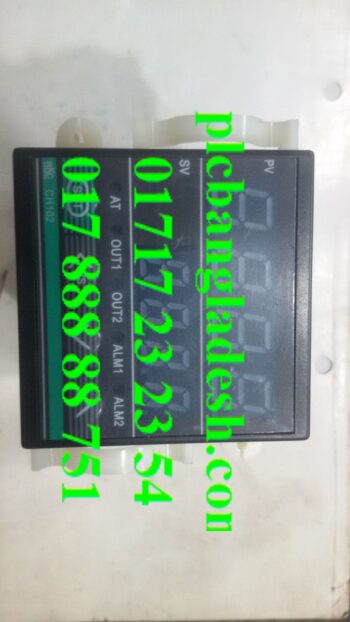 plcbangladesh.com
01717 23 23 54
017 888 88 751
PV
SV
AT OUT1 OUT2 ALM1 ALM2
CH102